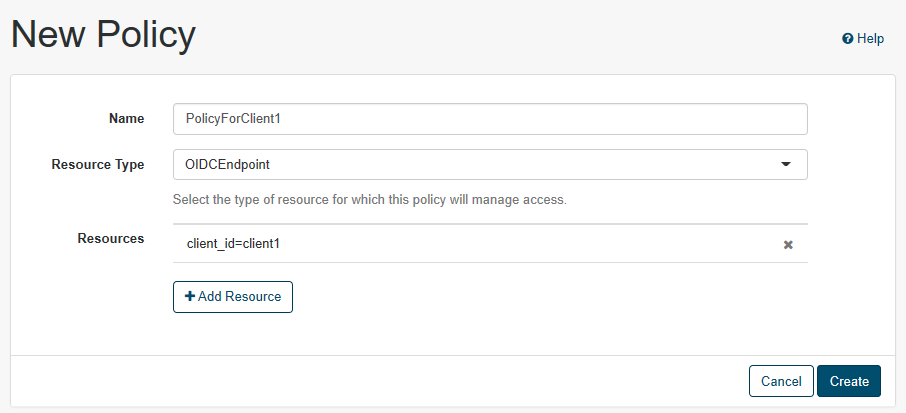 New Policy
Help
Name
PolicyForClient1
Resource Type
OIDCEndpoint
Select the type of resource for which this policy will manage access.
Resources
client_id=client1
Add Resource
Cancel
Create